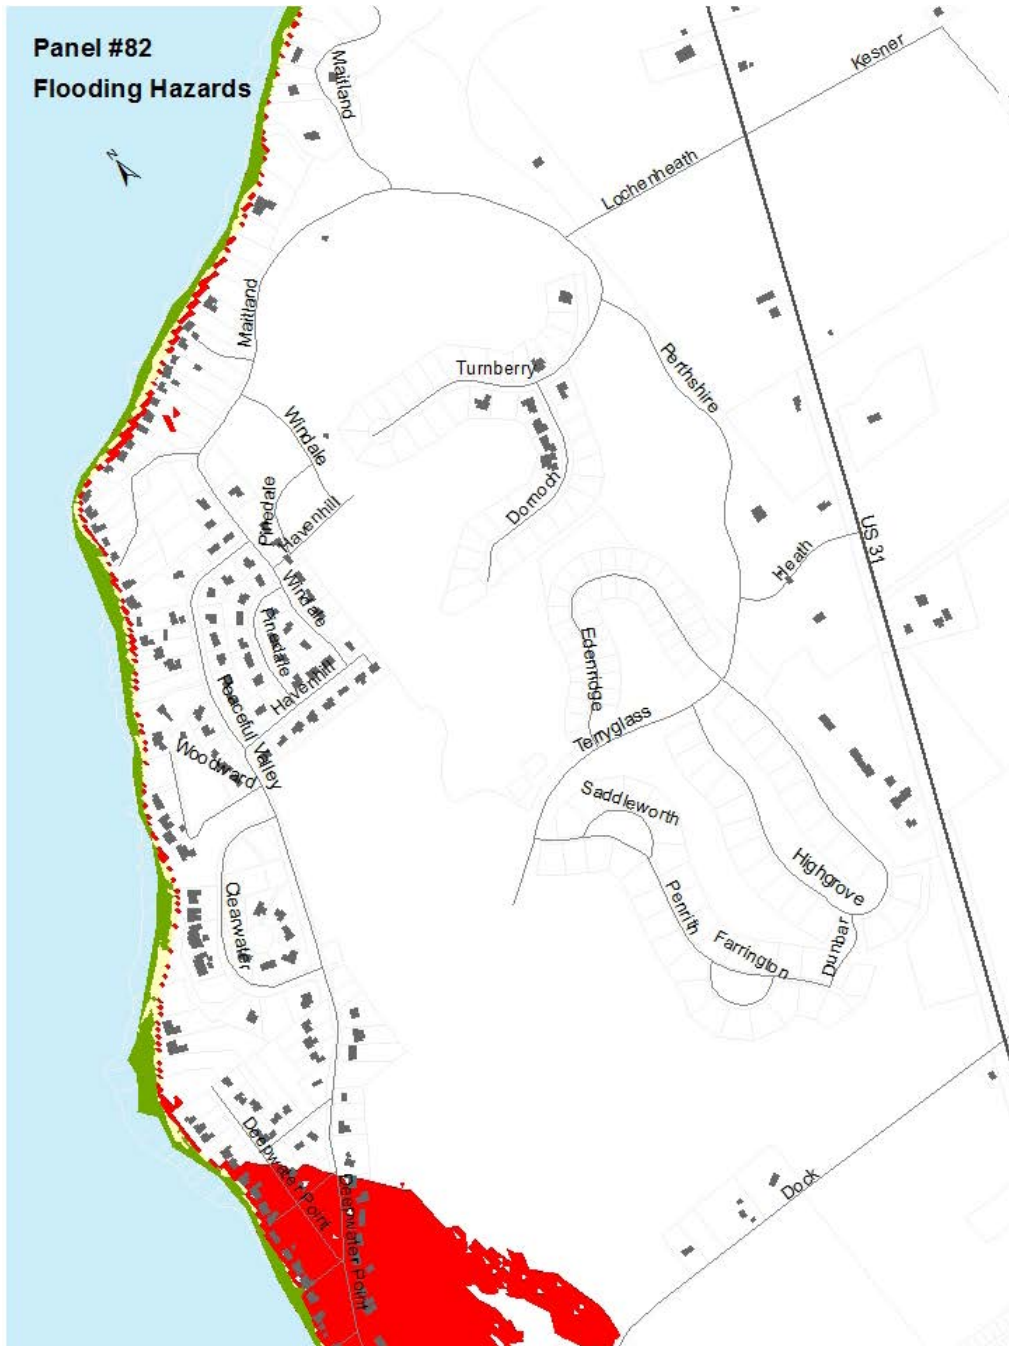 Panel #82
Flooding Hazards
N
Maitland
Kesner
Lochenheath
Maitland
Turnberry
Perthshire
Windale
Pinedale
Havenhill
Dornoch
US 31
Heath
Windale
Pinedale
Edenridge
Havenhill
Peaceful Valley
Terryglass
Woodward
Saddleworth
Highgrove
Clearwater
Penrith
Farrington
Dunbar
Deepwater Point
Deepwater Point
Dock